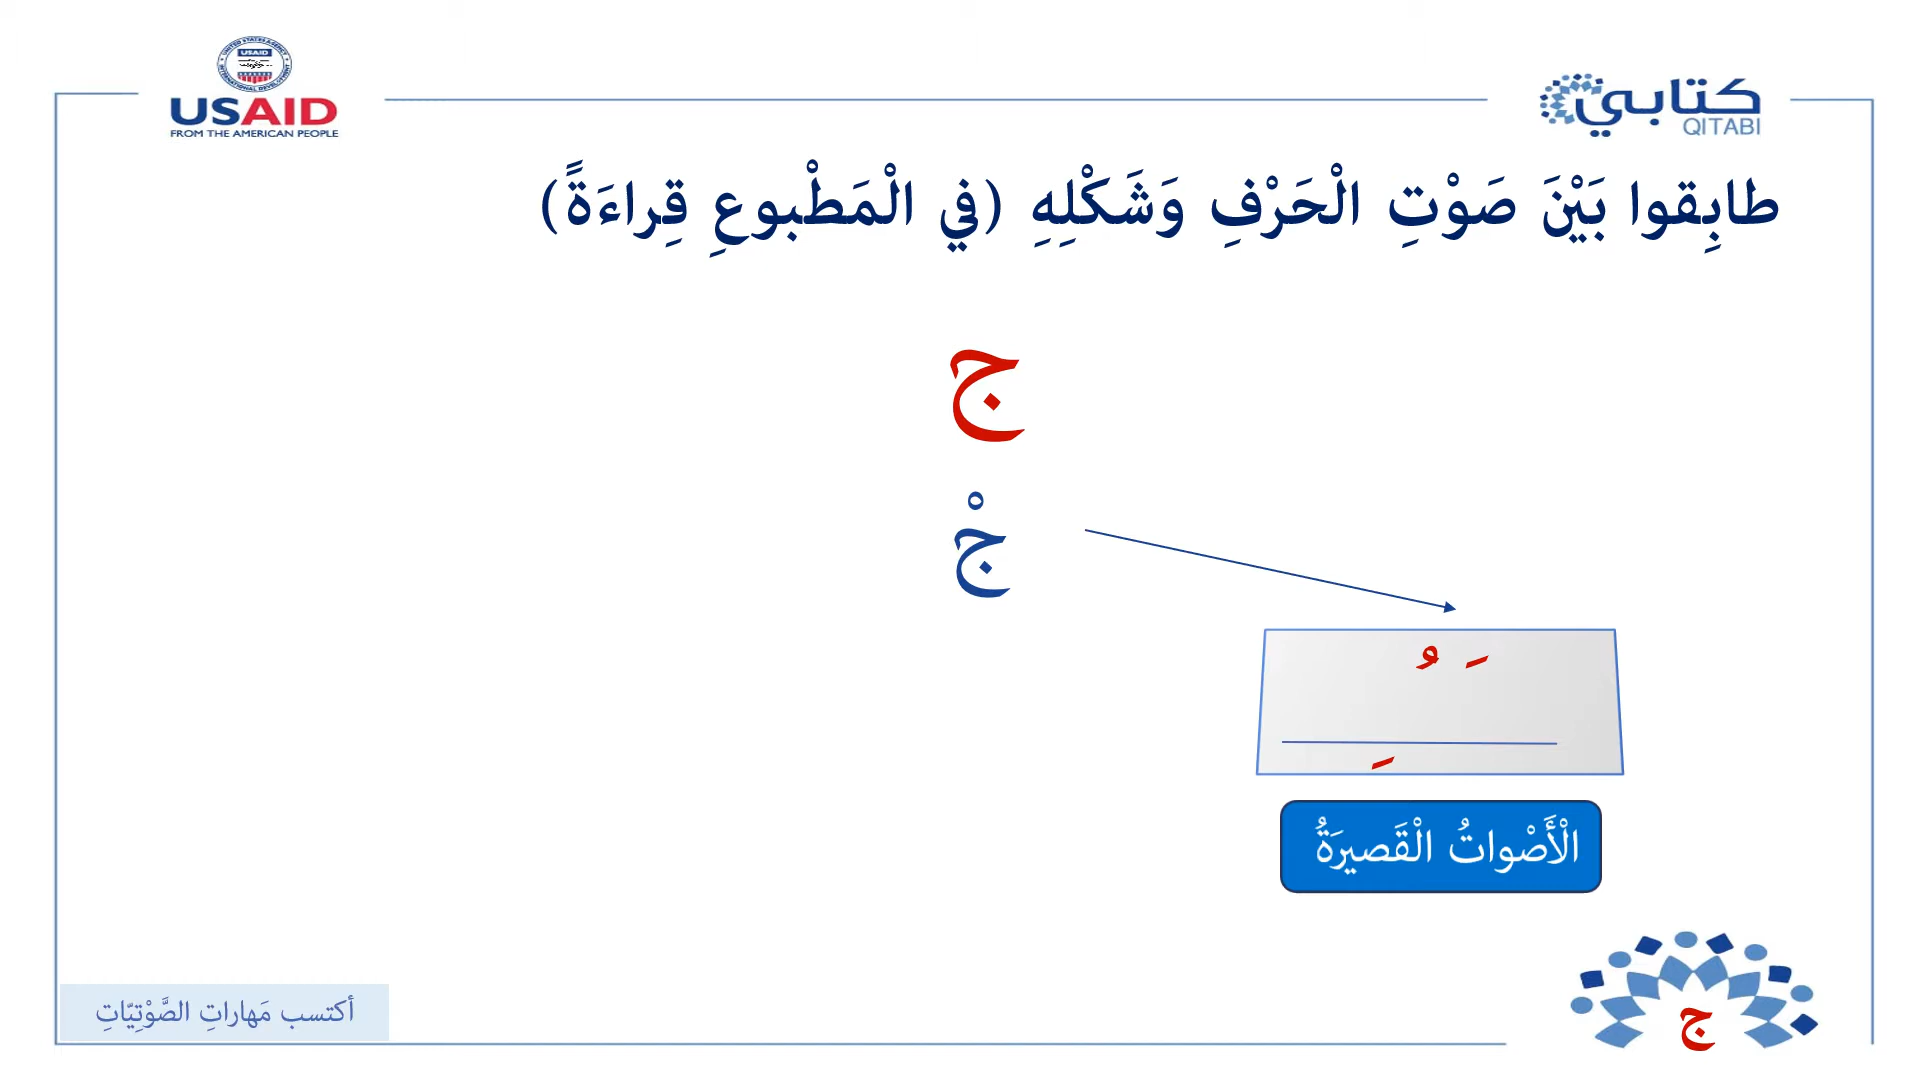 USAID
FROM THE AMERICAN PEOPLE
كتابي
QITABI
طابِقوا بَيْنَ صَوْتِ الْحَرْفِ وَشَكْلِهِ (في الْمَطْبوعِ قِراءَةً)
ج
جْ
َ ُ
ِ
الْأَصْواتُ الْقَصيرَةُ
أكتسب مَهاراتِ الصَّوْتِيّاتِ
ج